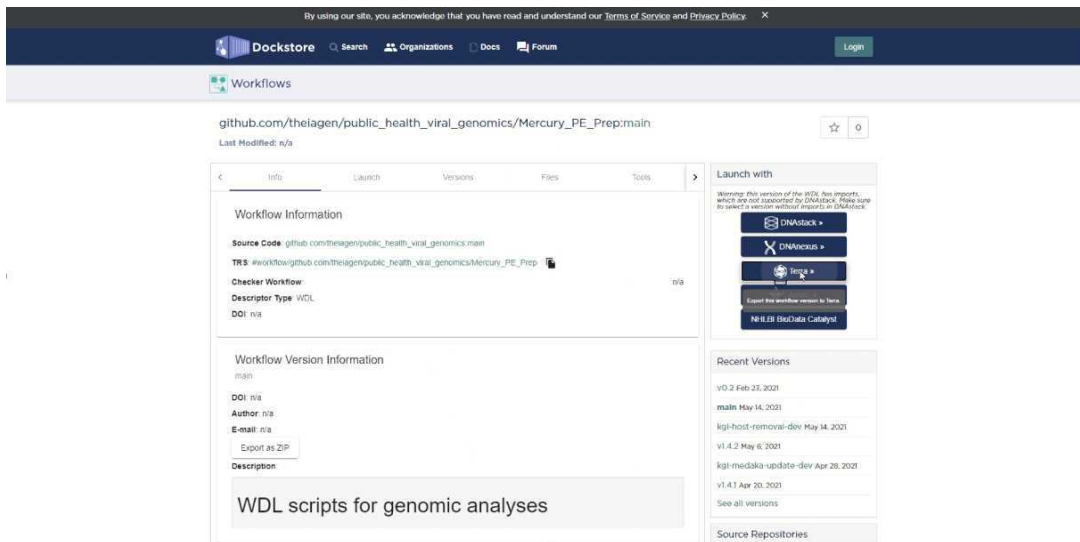 By using our site, you acknowledge that you have read and understand our Terms of Service and Privacy Policy. ×
Dockstore Search Organizations Docs Forum Login
Workflows
github.com/theiagen/public_health_viral_genomics/Mercury_PE_Prep:main
0
Last Modified: n/a
Info Launch Versions Files Tools
Workflow Information
Source Code: github.com/theiagen/public_health_viral_genomics:main
TRS: #workflow/github.com/theiagen/public_health_viral_genomics/Mercury_PE_Prep
Checker Workflow: n/a
Descriptor Type: WDL
DOI: n/a
Workflow Version Information
main
DOI: n/a
Author: n/a
E-mail: n/a
Export as ZIP
Description:
WDL scripts for genomic analyses
Launch with
Warning: this version of the WDL has imports,
which are not supported by DNAstack. Make sure
to select a version without imports in DNAstack.
DNAstack »
DNAnexus »
Terra »
Export this workflow version to Terra.
NHLBI BioData Catalyst
Recent Versions
v0.2 Feb 23, 2021
main May 14, 2021
kgl-host-removal-dev May 14, 2021
v1.4.2 May 6, 2021
kgl-medaka-update-dev Apr 28, 2021
v1.4.1 Apr 20, 2021
See all versions
Source Repositories